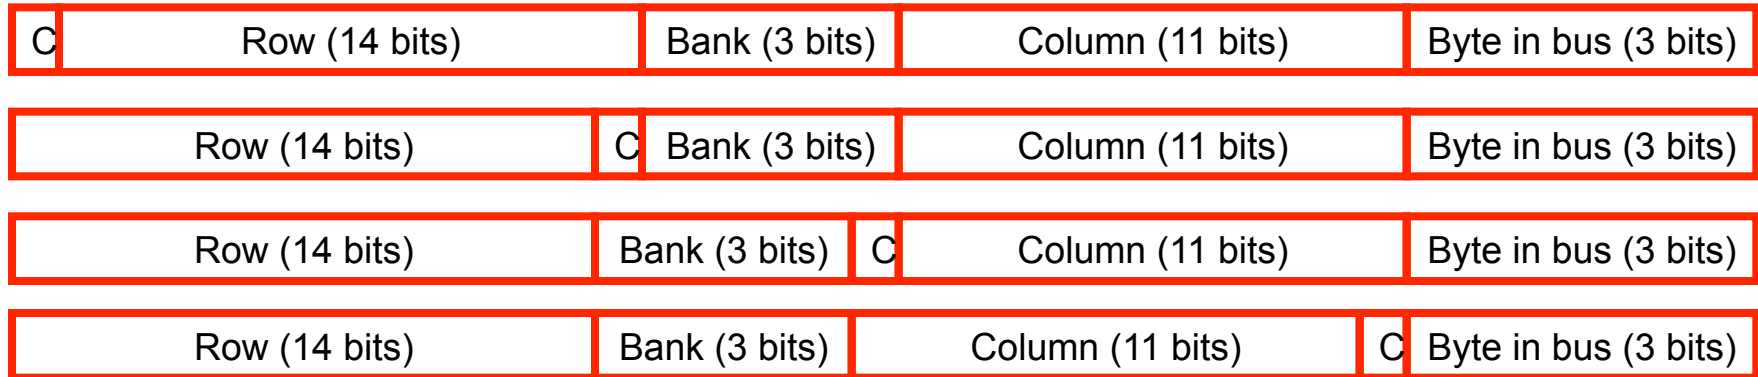 C Row (14 bits) Bank (3 bits) Column (11 bits) Byte in bus (3 bits)
Row (14 bits) C Bank (3 bits) Column (11 bits) Byte in bus (3 bits)
Row (14 bits) Bank (3 bits) C Column (11 bits) Byte in bus (3 bits)
Row (14 bits) Bank (3 bits) Column (11 bits) C Byte in bus (3 bits)